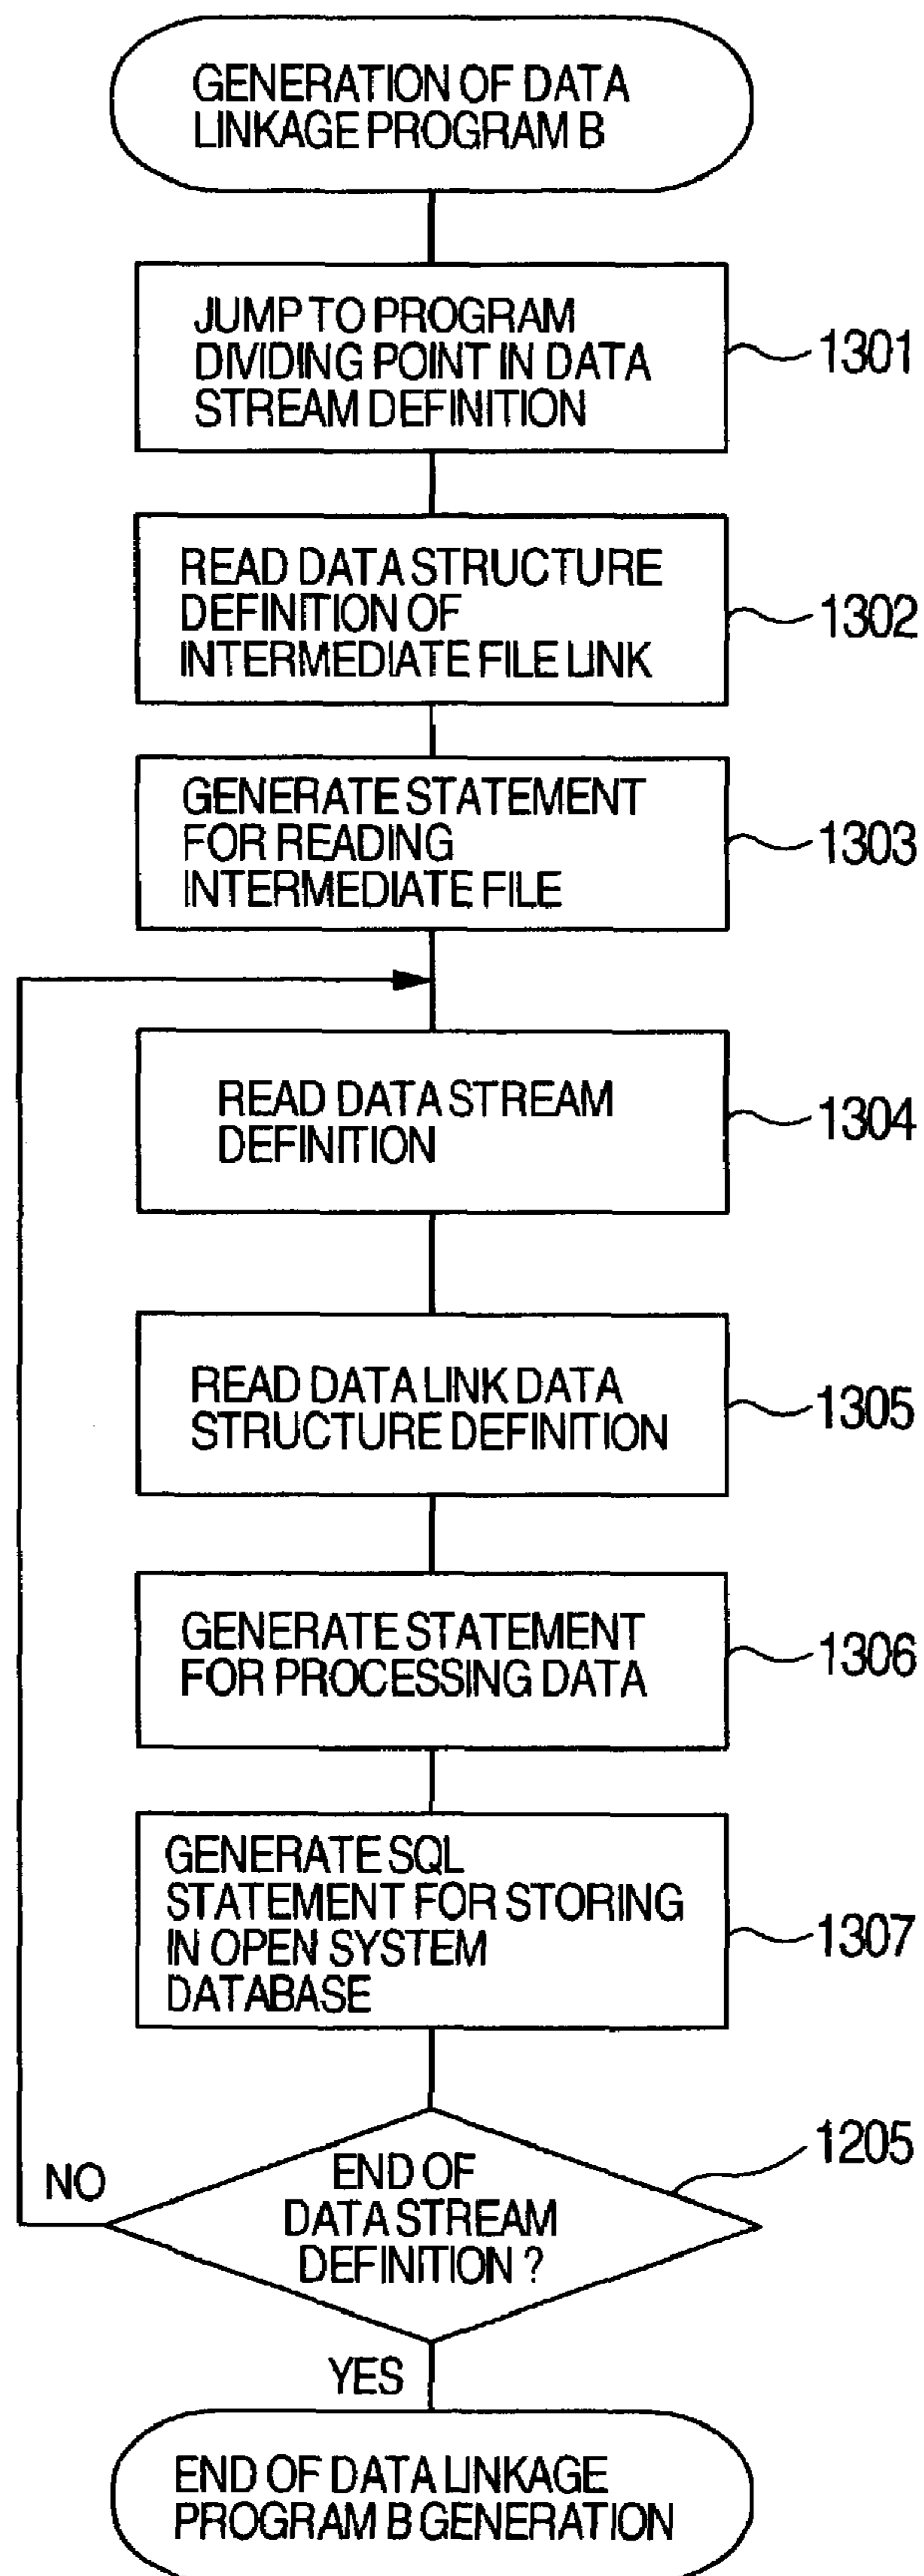 GENERATION OF DATA
LINKAGE PROGRAM B
JUMP TO PROGRAM
DIVIDING POINT IN DATA
STREAM DEFINITION
1301
READ DATA STRUCTURE
DEFINITION OF
INTERMEDIATE FILE LINK
1302
GENERATE STATEMENT
FOR READING
INTERMEDIATE FILE
1303
READ DATA STREAM
DEFINITION
1304
READ DATA LINK DATA
STRUCTURE DEFINITION
1305
GENERATE STATEMENT
FOR PROCESSING DATA
1306
GENERATE SQL
STATEMENT FOR STORING
IN OPEN SYSTEM
DATABASE
1307
END OF
DATA STREAM
DEFINITION ?
1205
NO
YES
END OF DATA LINKAGE
PROGRAM B GENERATION